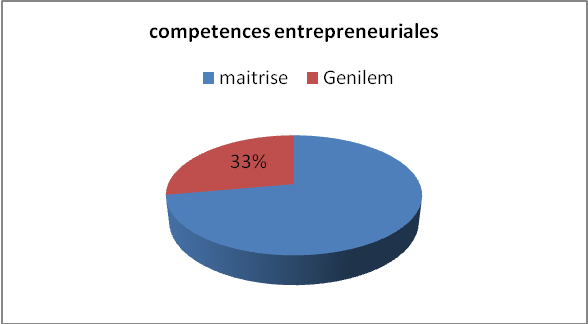 competences entrepreneuriales
maitrise Genilem
33%